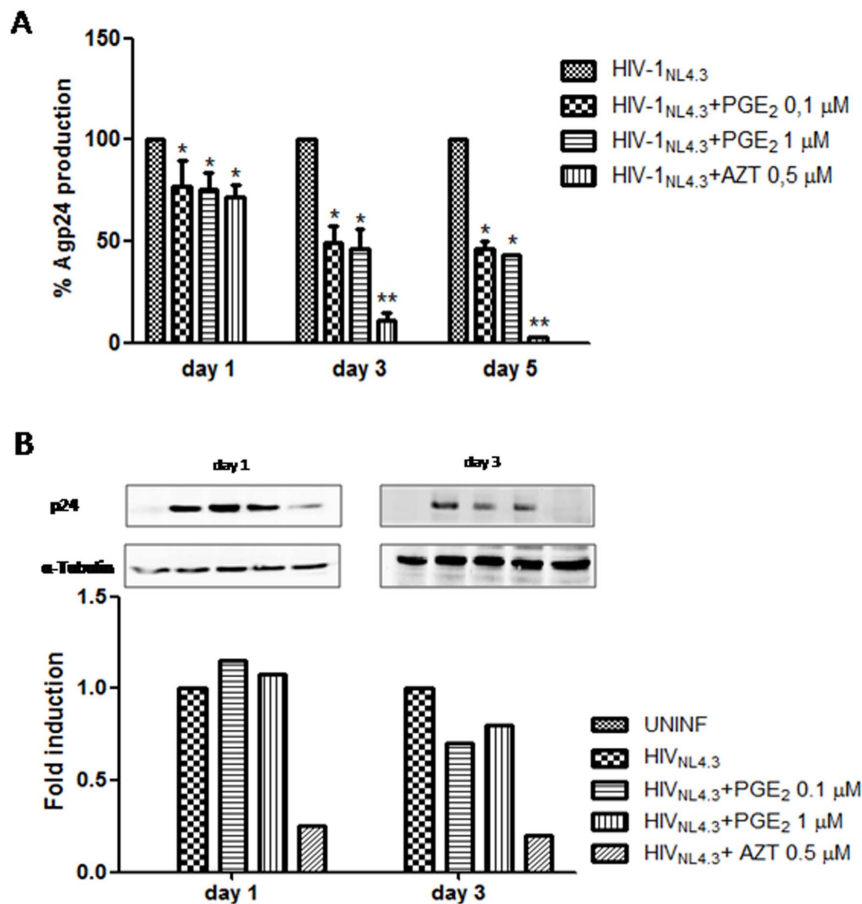 A
150
100
50
0
% Agp24 production
* * *
* * **
* * **
day 1 day 3 day 5
HIV-1NL4.3
HIV-1NL4.3+PGE2 0,1 µM
HIV-1NL4.3+PGE2 1 µM
HIV-1NL4.3+AZT 0,5 µM
B
day 1 day 3
p24
α-Tubulin
1.5
1.0
0.5
0.0
Fold induction
day 1 day 3
UNINF
HIVNL4.3
HIVNL4.3+PGE2 0.1 µM
HIVNL4.3+PGE2 1 µM
HIVNL4.3+ AZT 0.5 µM